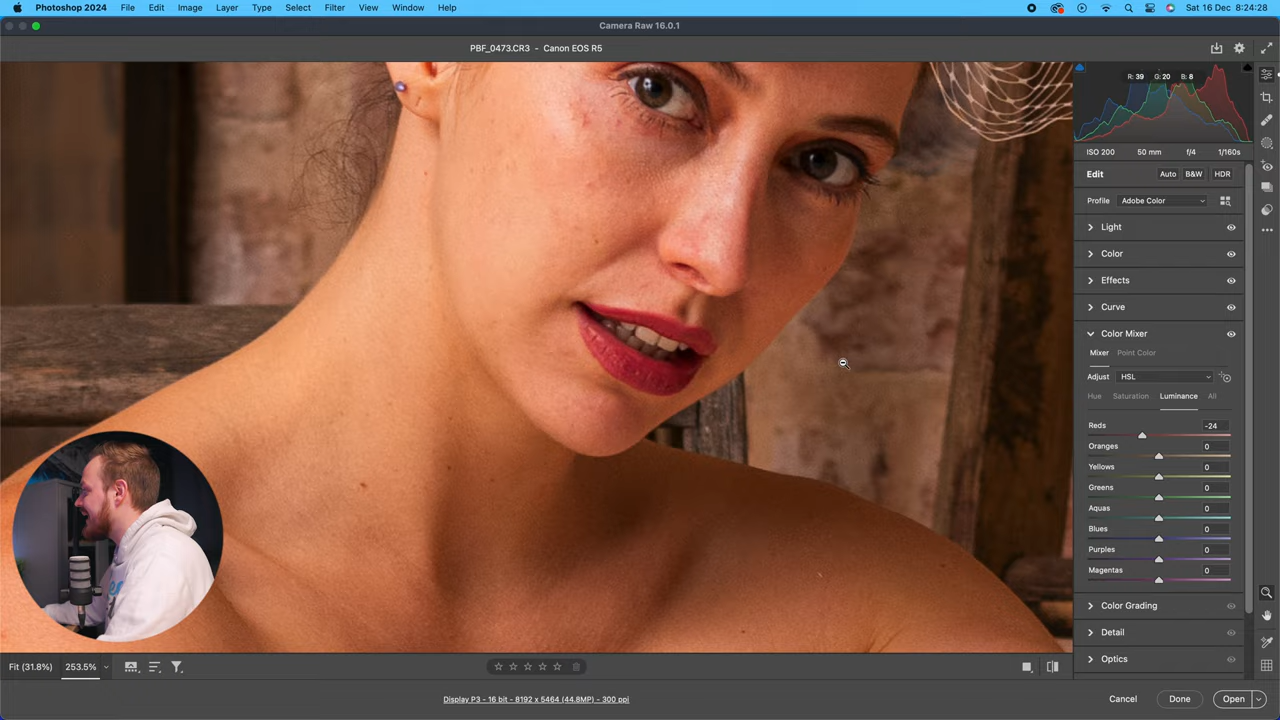 Photoshop 2024 File Edit Image Layer Type Select Filter View Window Help Sat 16 Dec 8:24:28
Camera Raw 16.0.1
PBF_0473.CR3 - Canon EOS R5
R: 39 G: 20 B: 8
ISO 200 50 mm f/4 1/160s
Edit Auto B&W HDR
Profile Adobe Color
Light
Color
Effects
Curve
Color Mixer
Mixer Point Color
Adjust HSL
Hue Saturation Luminance All
Reds -24
Oranges 0
Yellows 0
Greens 0
Aquas 0
Blues 0
Purples 0
Magentas 0
Color Grading
Detail
Optics
Fit (31.8%) 253.5%
Display P3 - 16 bit - 8192 x 5464 (44.8MP) - 300 ppi
Cancel Done Open